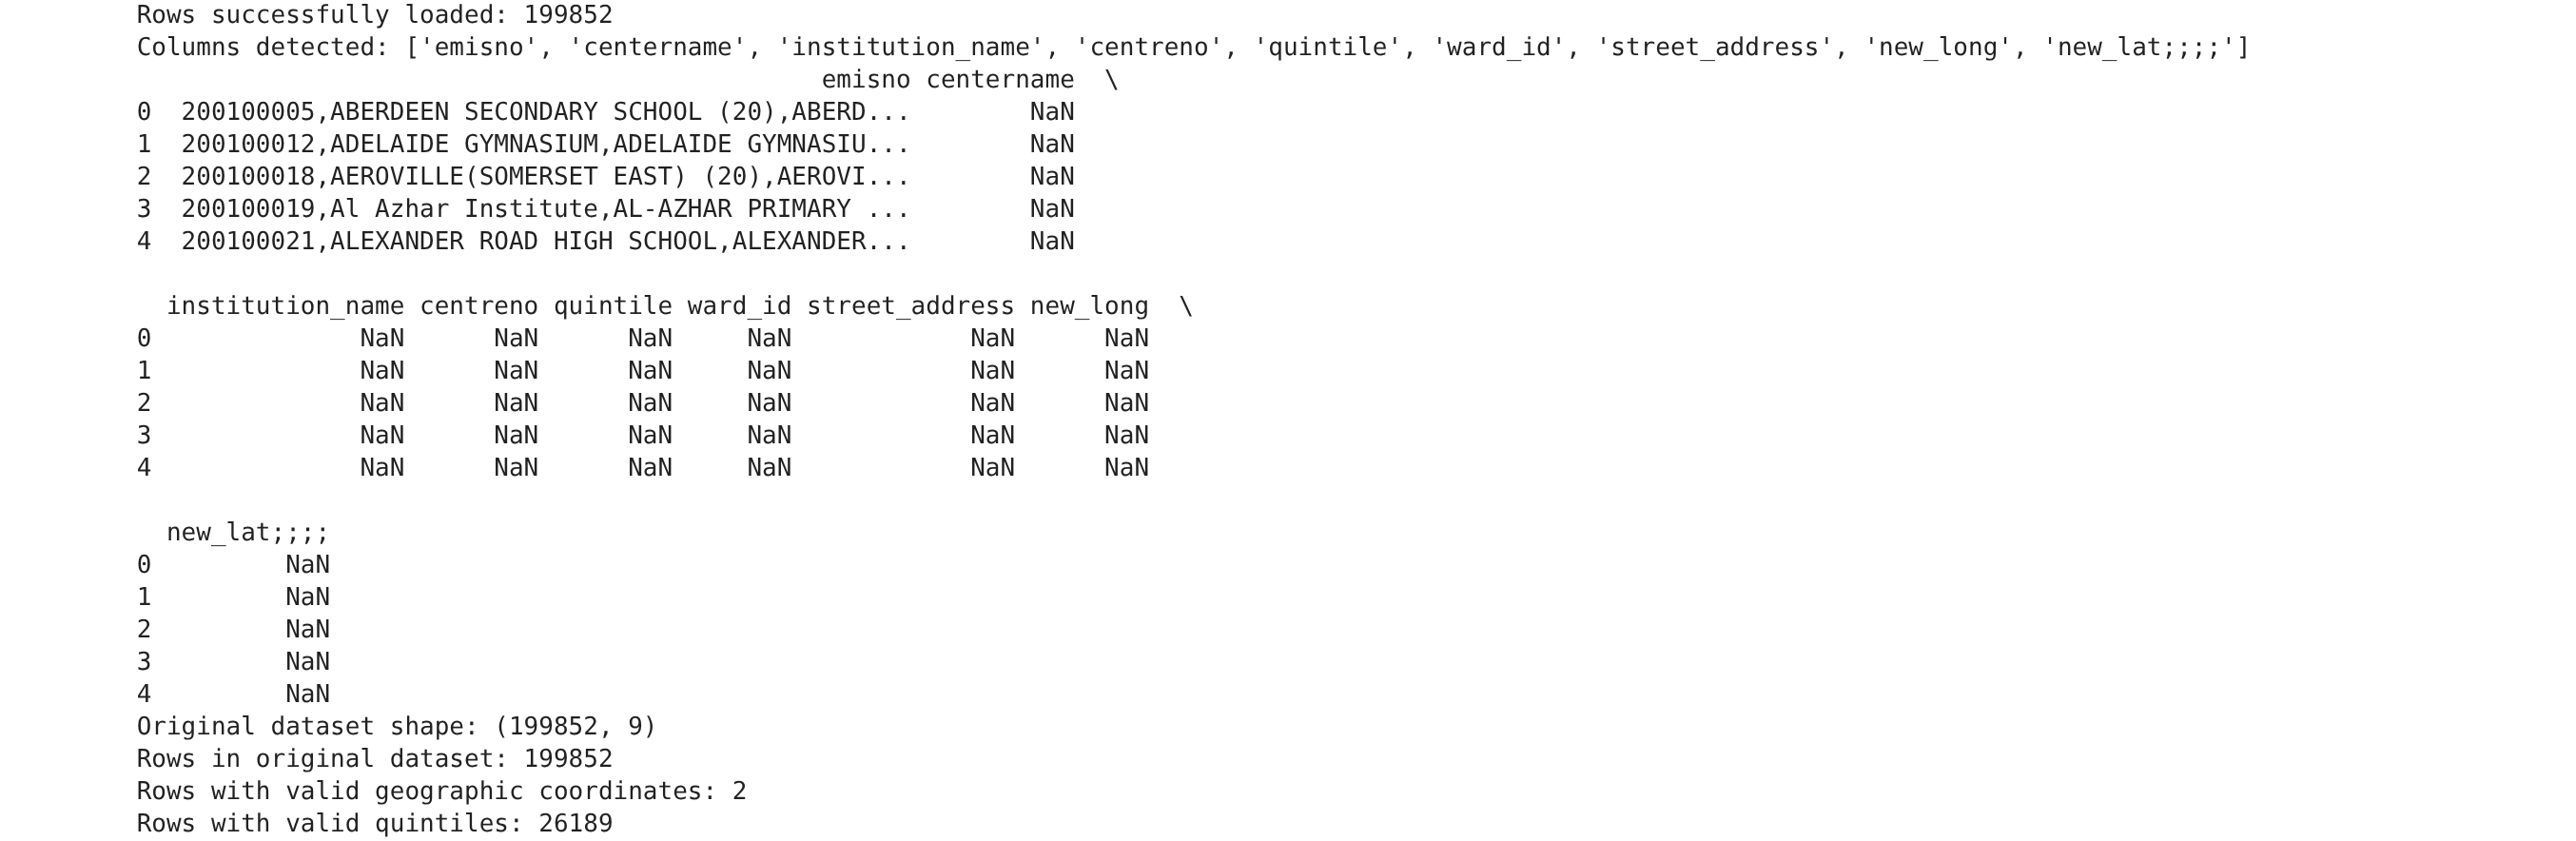 Rows successfully loaded: 199852
Columns detected: ['emisno', 'centername', 'institution_name', 'centreno', 'quintile', 'ward_id', 'street_address', 'new_long', 'new_lat;;;;']
emisno centername \
0 200100005,ABERDEEN SECONDARY SCHOOL (20),ABERD... NaN
1 200100012,ADELAIDE GYMNASIUM,ADELAIDE GYMNASIU... NaN
2 200100018,AEROVILLE(SOMERSET EAST) (20),AEROVI... NaN
3 200100019,Al Azhar Institute,AL-AZHAR PRIMARY ... NaN
4 200100021,ALEXANDER ROAD HIGH SCHOOL,ALEXANDER... NaN
institution_name centreno quintile ward_id street_address new_long \
0 NaN NaN NaN NaN NaN NaN
1 NaN NaN NaN NaN NaN NaN
2 NaN NaN NaN NaN NaN NaN
3 NaN NaN NaN NaN NaN NaN
4 NaN NaN NaN NaN NaN NaN
new_lat;;;;
0 NaN
1 NaN
2 NaN
3 NaN
4 NaN
Original dataset shape: (199852, 9)
Rows in original dataset: 199852
Rows with valid geographic coordinates: 2
Rows with valid quintiles: 26189